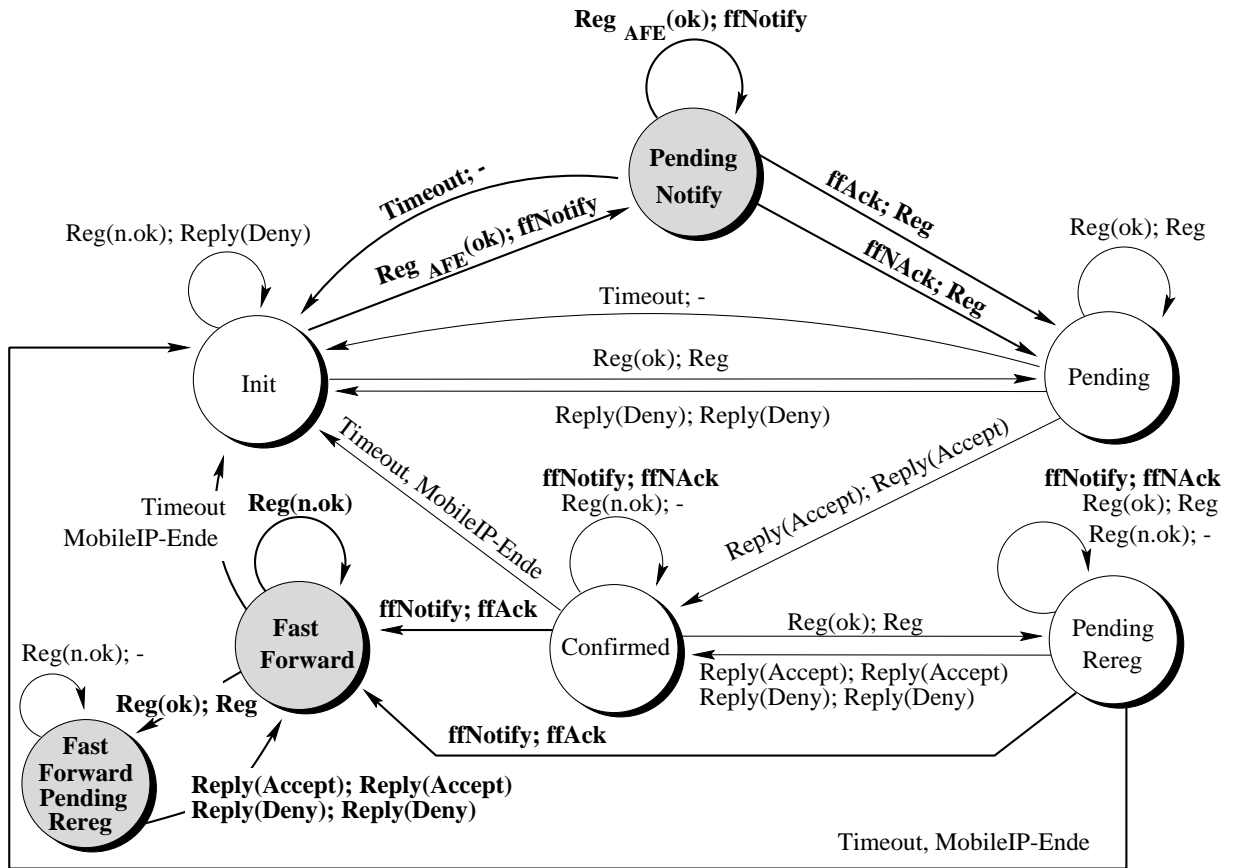 Reg AFE(ok); ffNotify
Pending
Notify
Timeout; -
Reg AFE(ok); ffNotify
ffAck; Reg
ffNAck; Reg
Reg(n.ok); Reply(Deny)
Reg(ok); Reg
Timeout; -
Init
Reg(ok); Reg
Pending
Reply(Deny); Reply(Deny)
Timeout, MobileIP-Ende
Reply(Accept); Reply(Accept)
ffNotify; ffNAck
Reg(n.ok); -
ffNotify; ffNAck
Reg(ok); Reg
Reg(n.ok); -
Timeout
MobileIP-Ende
Reg(n.ok)
ffNotify; ffAck
Fast
Forward
Confirmed
Reg(ok); Reg
Pending
Rereg
Reply(Accept); Reply(Accept)
Reply(Deny); Reply(Deny)
Reg(n.ok); -
Reg(ok); Reg
ffNotify; ffAck
Fast
Forward
Pending
Rereg
Reply(Accept); Reply(Accept)
Reply(Deny); Reply(Deny)
Timeout, MobileIP-Ende